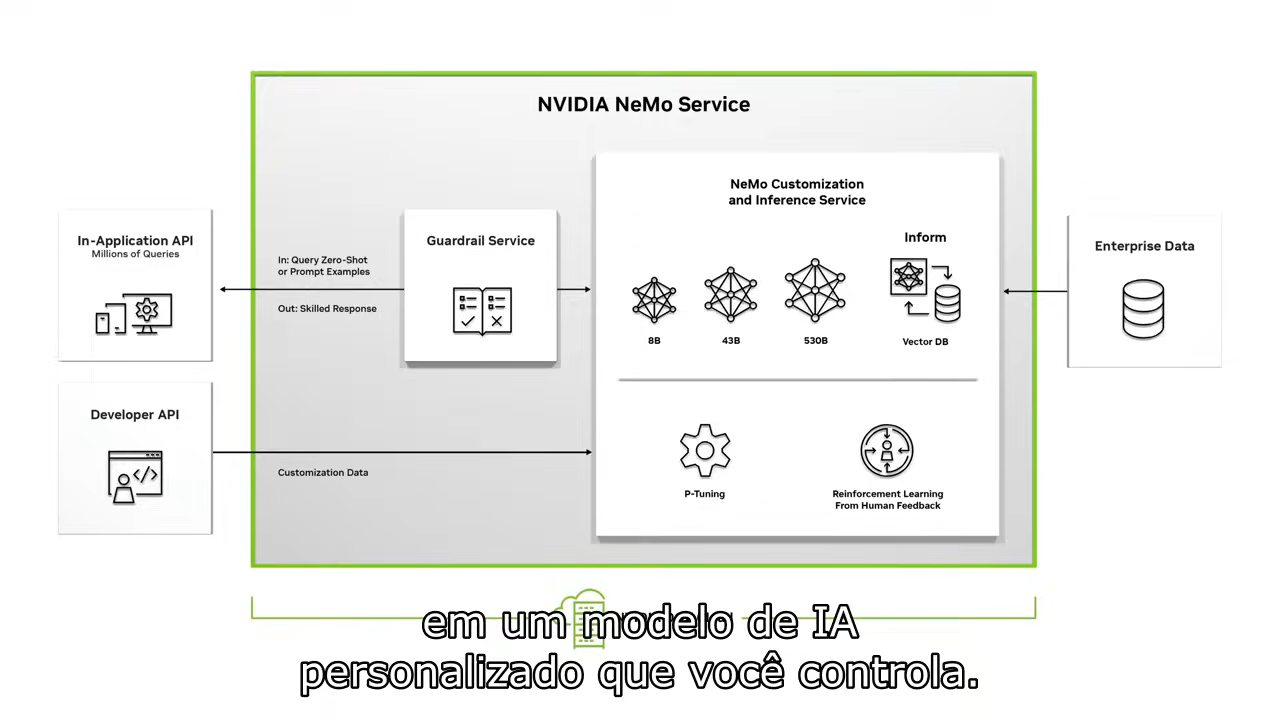 NVIDIA NeMo Service
NeMo Customization
and Inference Service
In-Application API
Millions of Queries
In: Query Zero-Shot
or Prompt Examples
Out: Skilled Response
Guardrail Service
Inform
8B
43B
530B
Vector DB
Enterprise Data
Developer API
Customization Data
P-Tuning
Reinforcement Learning
From Human Feedback
em um modelo de IA
personalizado que você controla.